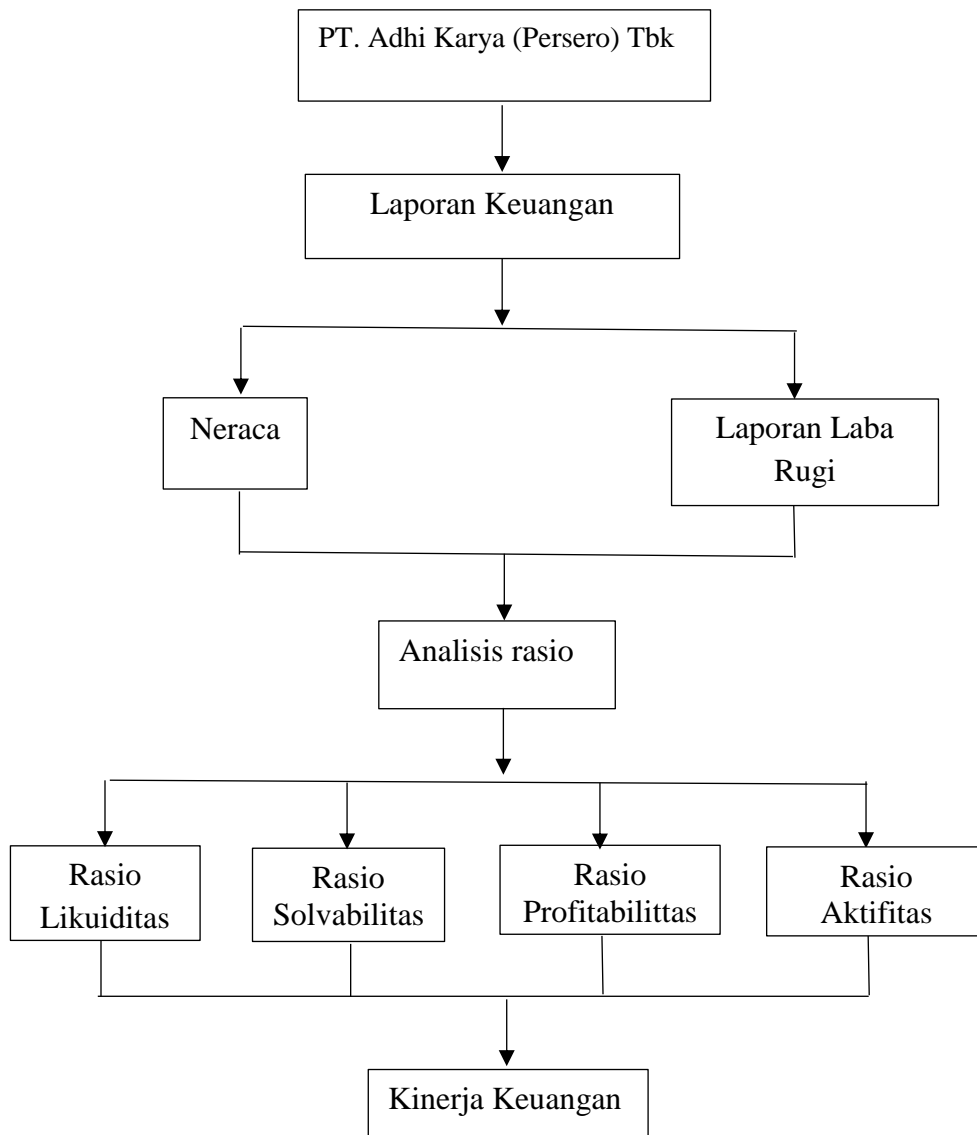 PT. Adhi Karya (Persero) Tbk
Laporan Keuangan
Neraca
Laporan Laba
Rugi
Analisis rasio
Rasio
Likuiditas
Rasio
Solvabilitas
Rasio
Profitabilittas
Rasio
Aktifitas
Kinerja Keuangan